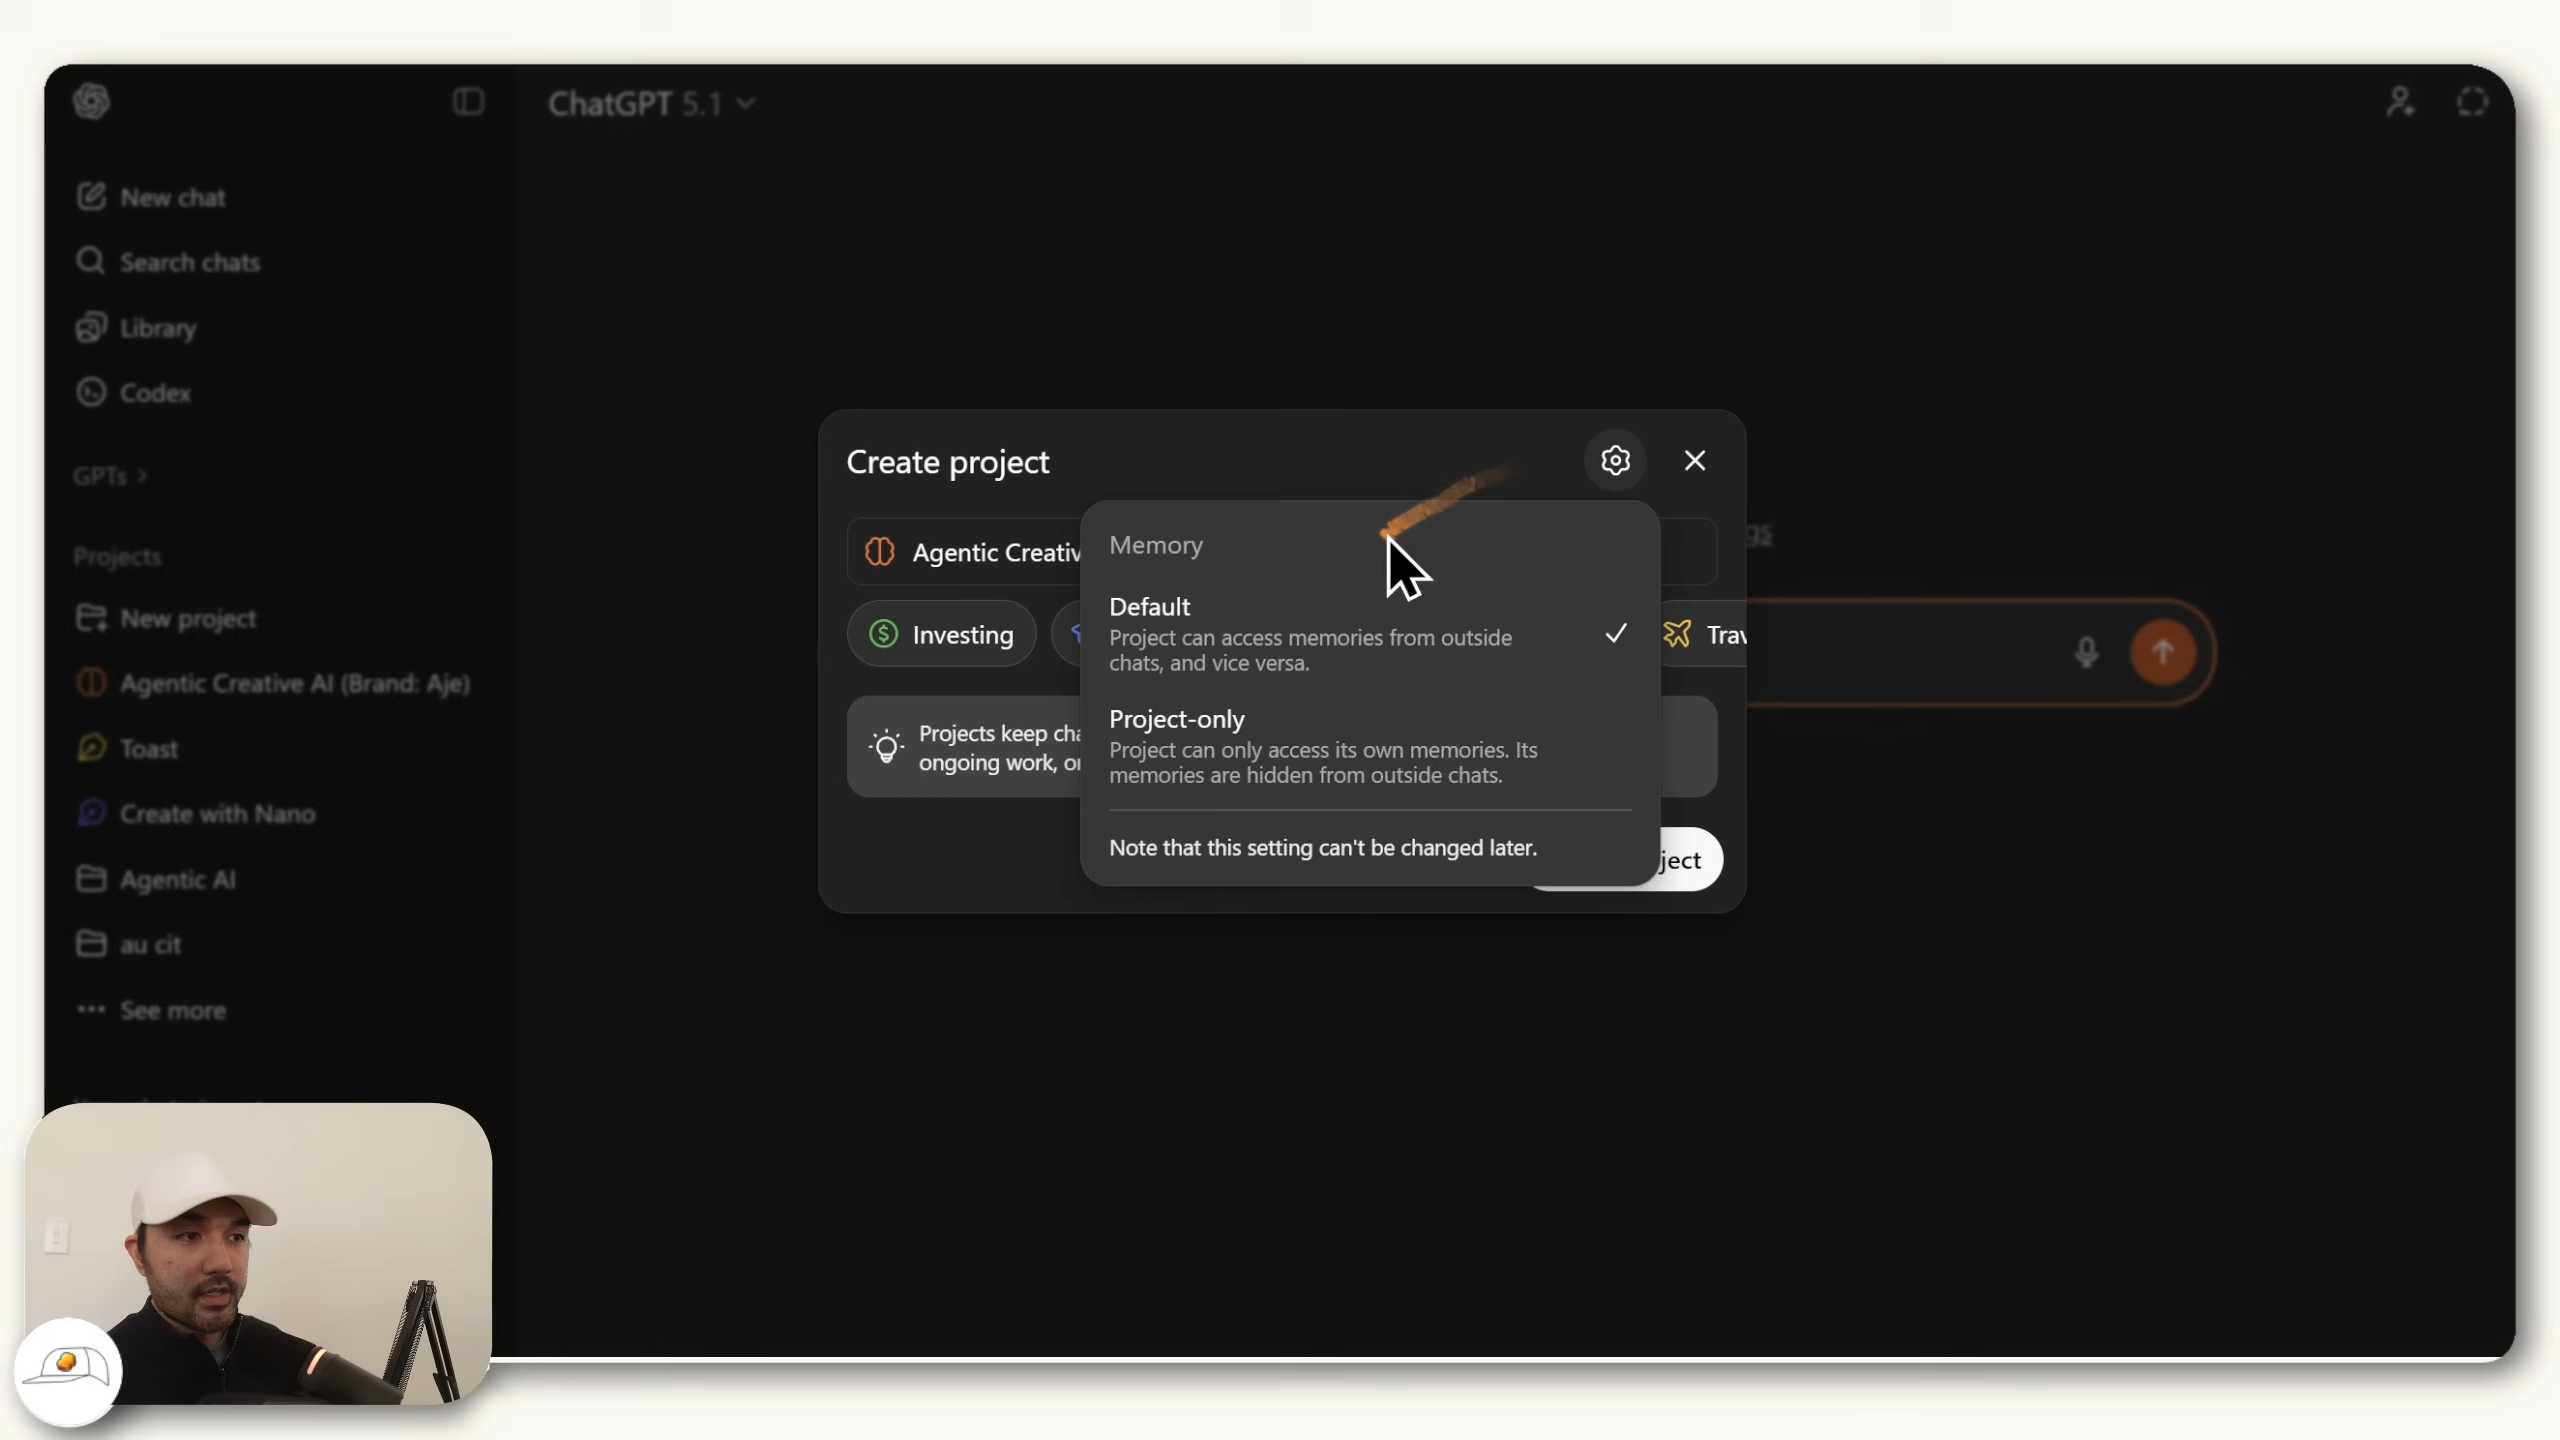 ChatGPT 5.1
New chat
Search chats
Library
Codex
GPTs
Projects
New project
Agentic Creative AI (Brand: Aje)
Toast
Create with Nano
Agentic AI
au cit
See more
Create project
Agentic Creativ
Investing
Trav
Projects keep cha
ongoing work, or
Memory
Default
Project can access memories from outside
chats, and vice versa.
Project-only
Project can only access its own memories. Its
memories are hidden from outside chats.
Note that this setting can't be changed later.
ject
gs